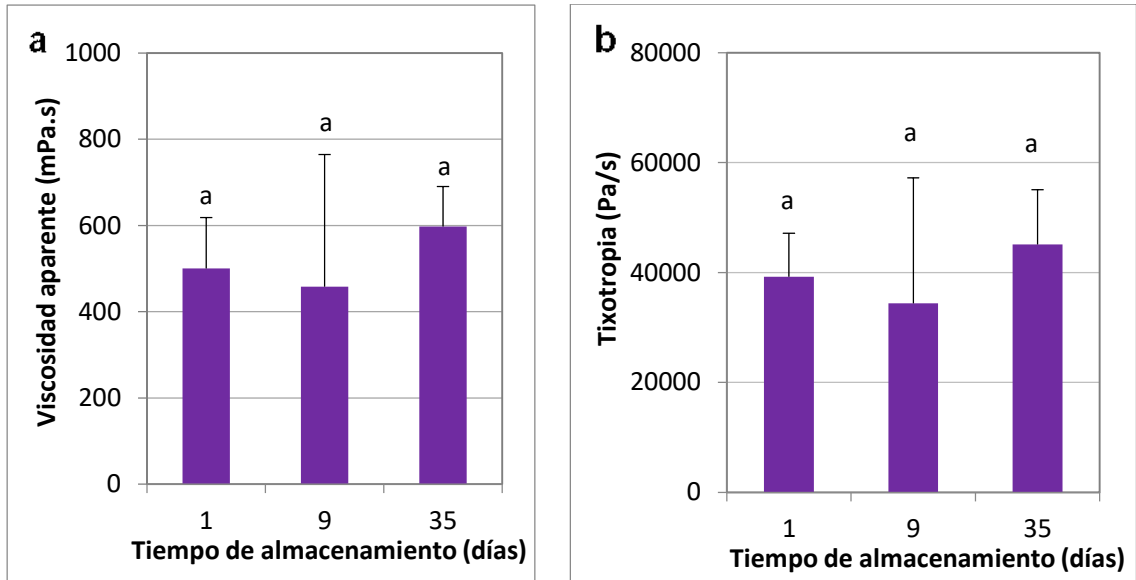 a
Viscosidad aparente (mPa.s)
1000
800
600
400
200
0
a
a
a
1
9
35
Tiempo de almacenamiento (días)
b
Tixotropia (Pa/s)
80000
60000
40000
20000
0
a
a
a
1
9
35
Tiempo de almacenamiento (días)